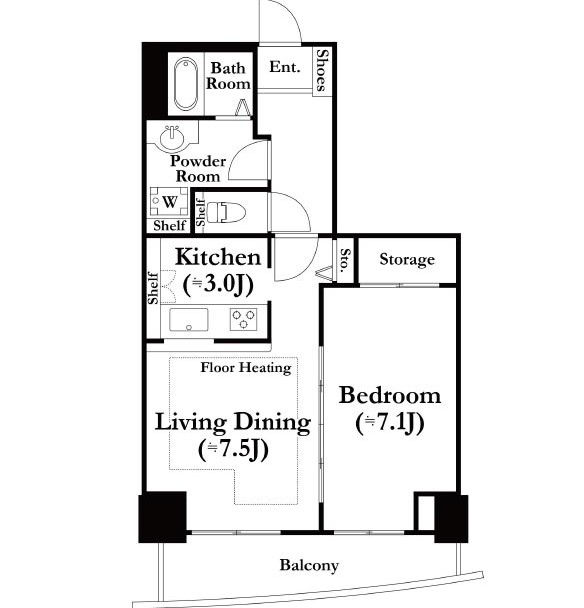 Bath
Room
Ent.
Shoes
Powder
Room
W
Shelf
Shelf
Kitchen
(≒3.0J)
Shelf
Sto.
Storage
Floor Heating
Living Dining
(≒7.5J)
Bedroom
(≒7.1J)
Balcony